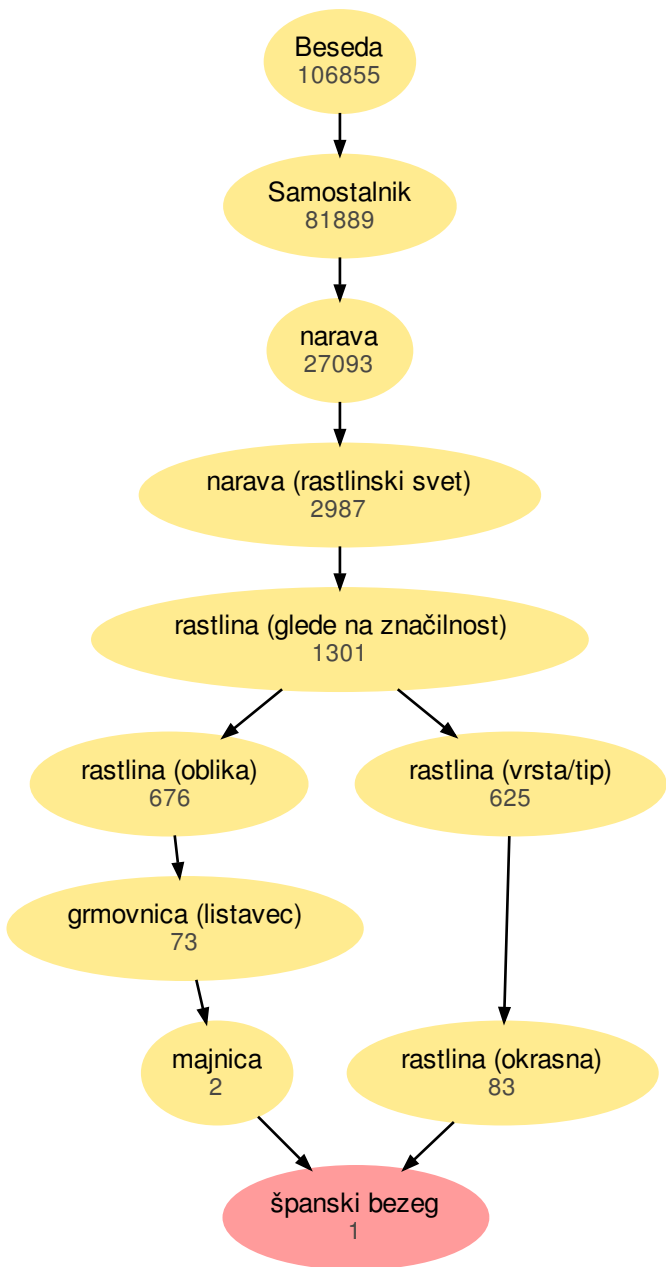 Beseda
106855
Samostalnik
81889
narava
27093
narava (rastlinski svet)
2987
rastlina (glede na značilnost)
1301
rastlina (oblika)
676
rastlina (vrsta/tip)
625
grmovnica (listavec)
73
majnica
2
rastlina (okrasna)
83
španski bezeg
1